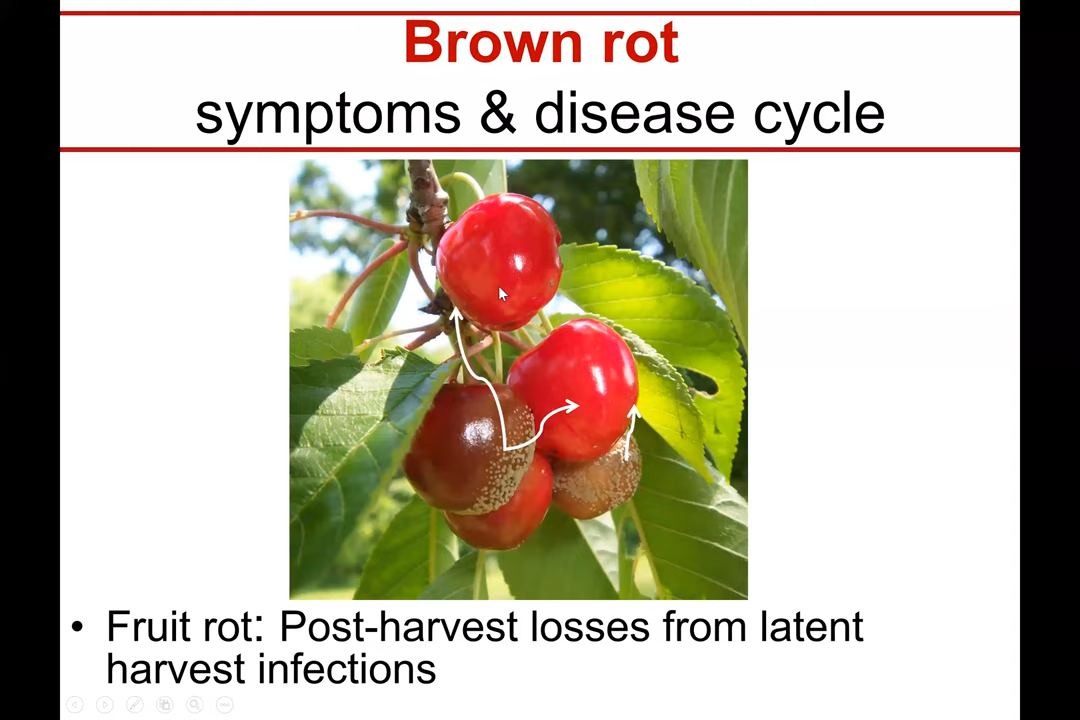 Brown rot
symptoms & disease cycle
• Fruit rot: Post-harvest losses from latent
harvest infections